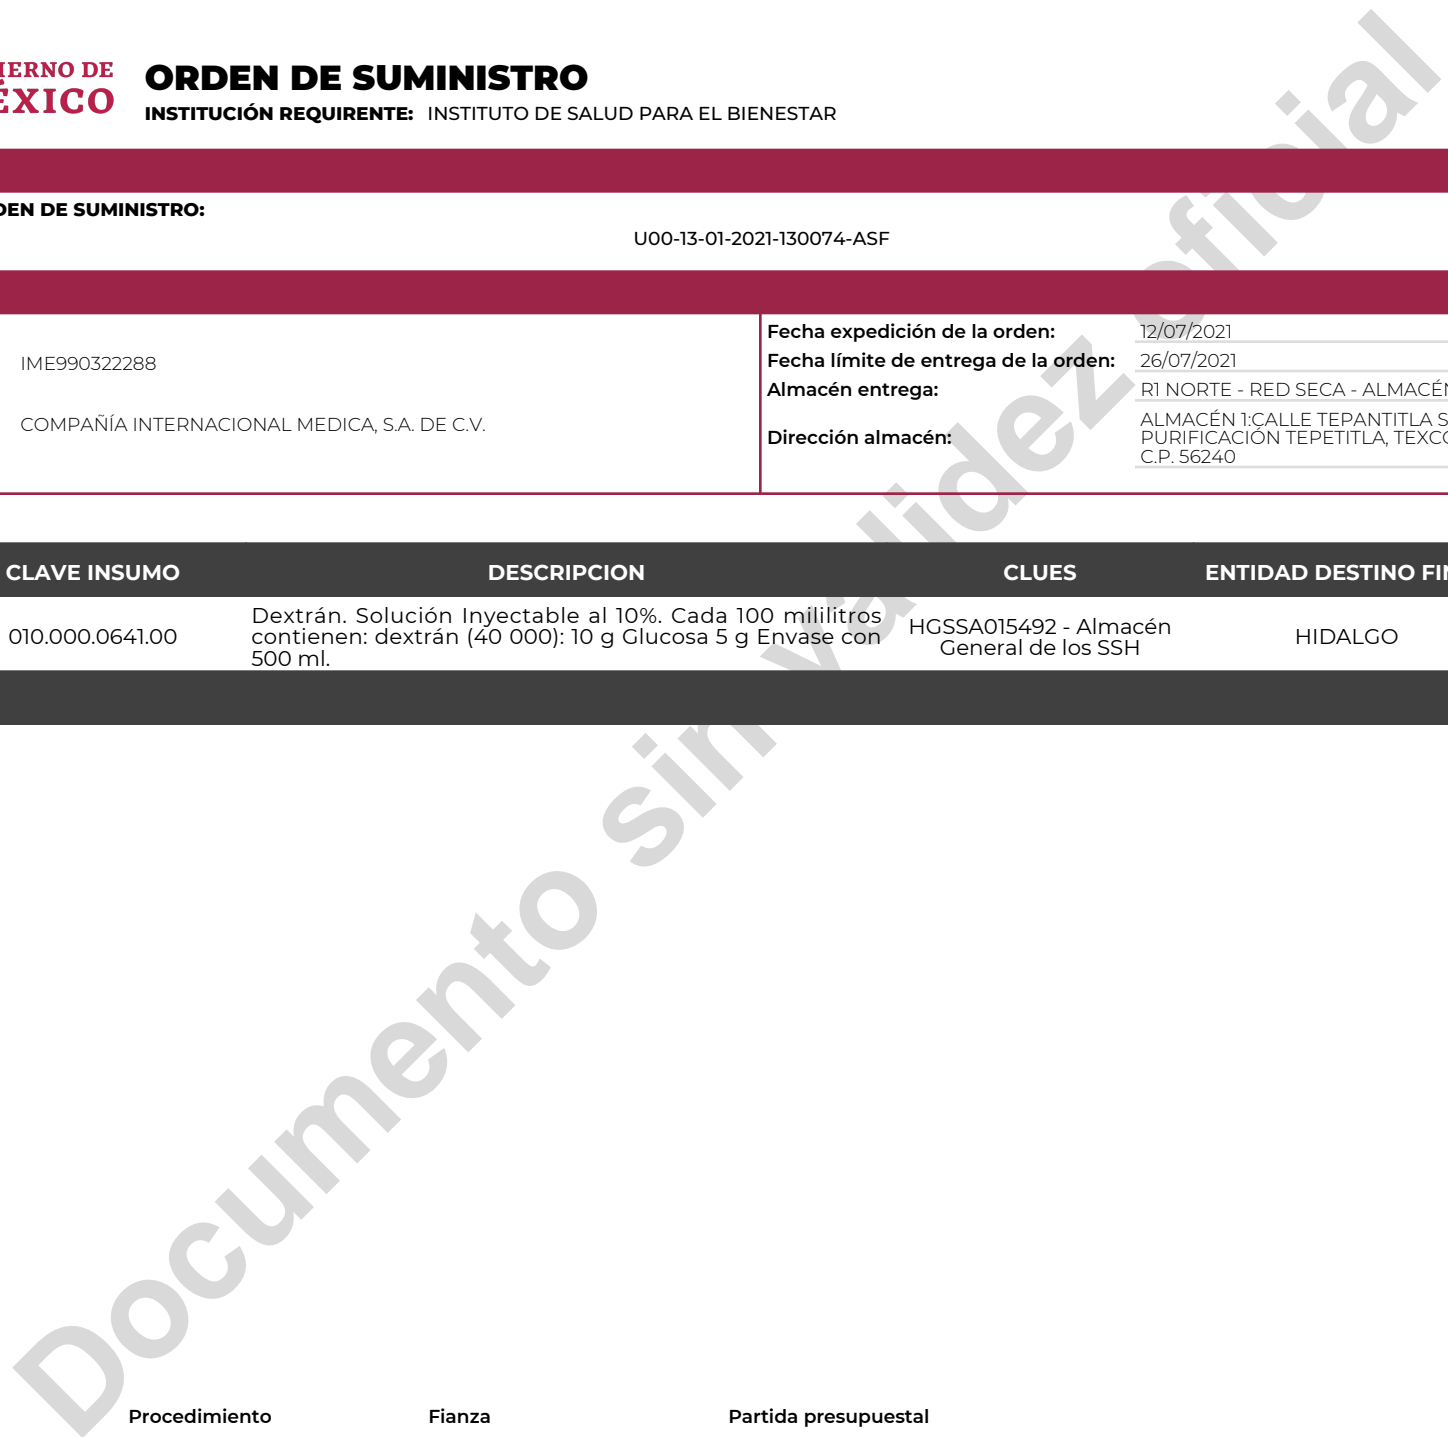 IERNO DE
ÉXICO
ORDEN DE SUMINISTRO
INSTITUCIÓN REQUIRENTE: INSTITUTO DE SALUD PARA EL BIENESTAR
DEN DE SUMINISTRO:
U00-13-01-2021-130074-ASF
IME990322288
COMPAÑÍA INTERNACIONAL MEDICA, S.A. DE C.V.
Fecha expedición de la orden: 12/07/2021
Fecha límite de entrega de la orden: 26/07/2021
Almacén entrega: R1 NORTE - RED SECA - ALMACÉN
Dirección almacén:
ALMACÉN 1:CALLE TEPANTITLA S
PURIFICACIÓN TEPETITLA, TEXCO
C.P. 56240
CLAVE INSUMO DESCRIPCION CLUES ENTIDAD DESTINO FIN
010.000.0641.00
Dextrán. Solución Inyectable al 10%. Cada 100 mililitros
contienen: dextrán (40 000): 10 g Glucosa 5 g Envase con
500 ml.
HGSSA015492 - Almacén
General de los SSH
HIDALGO
Documento sin validez oficial
Procedimiento Fianza Partida presupuestal